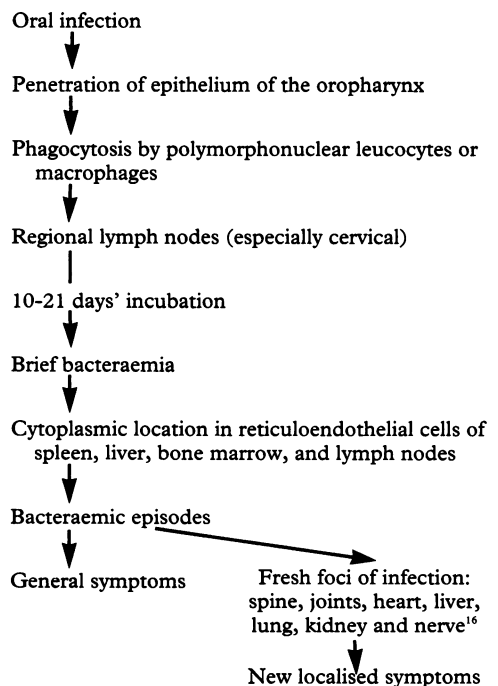 Oral infection
Penetration of epithelium of the oropharynx
Phagocytosis by polymorphonuclear leucocytes or
macrophages
Regional lymph nodes (especially cervical)
10-21 days’ incubation
Brief bacteraemia
Cytoplasmic location in reticuloendothelial cells of
spleen, liver, bone marrow, and lymph nodes
Bacteraemic episodes
General symptoms
Fresh foci of infection:
spine, joints, heart, liver,
lung, kidney and nerve¹⁶
New localised symptoms